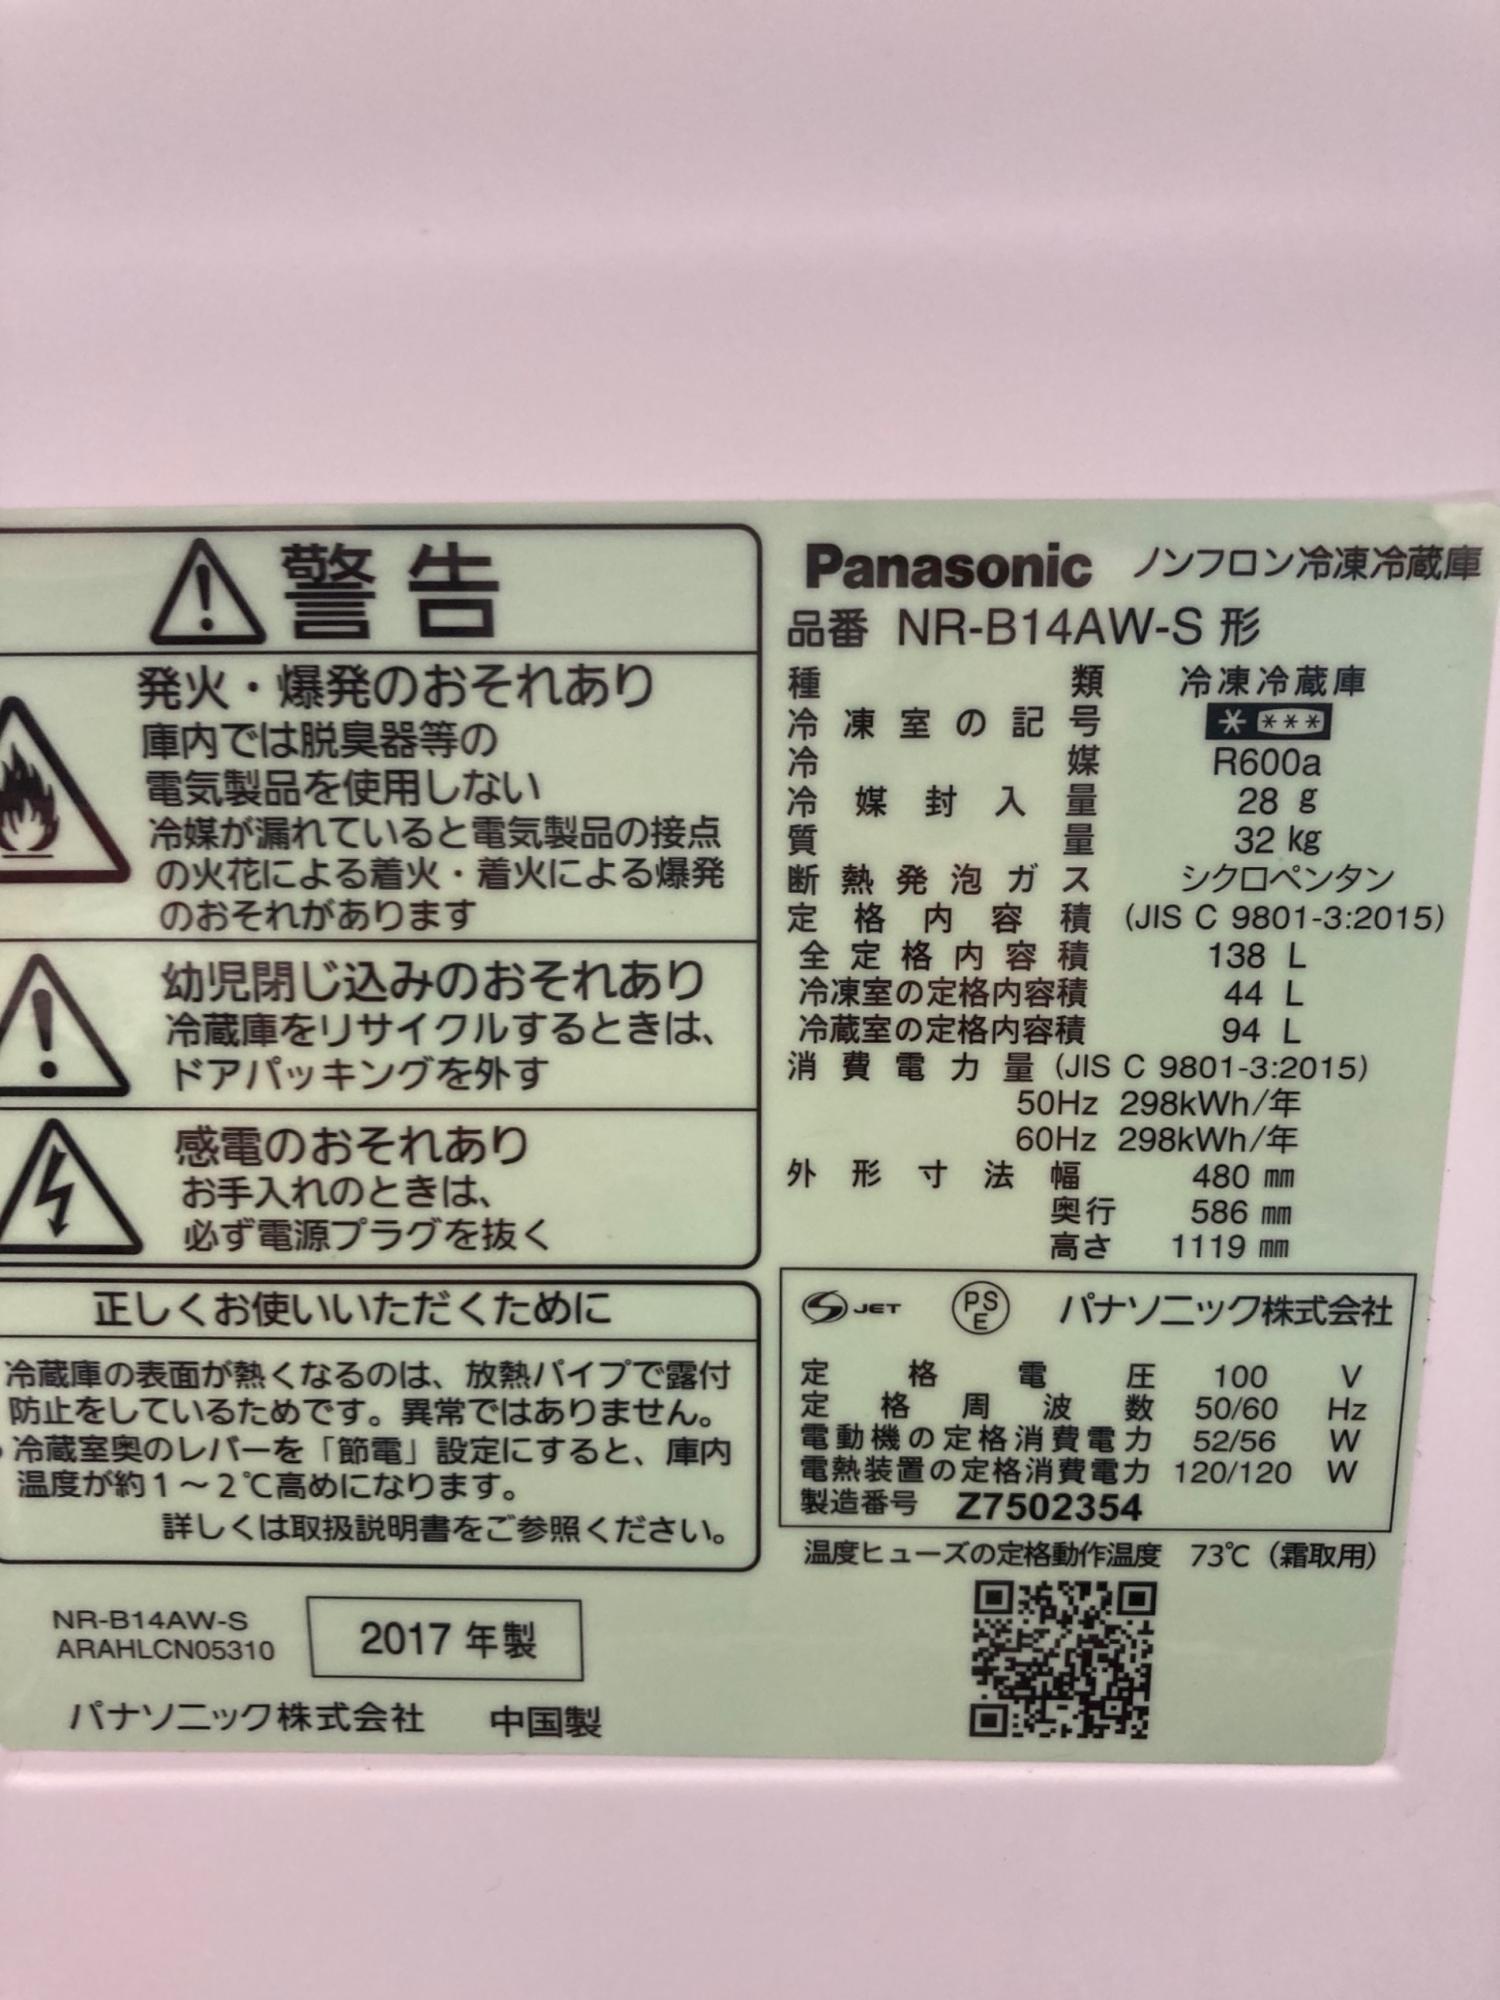 警告
発火・爆発のおそれあり
庫内では脱臭器等の
電気製品を使用しない
冷媒が漏れていると電気製品の接点
の火花による着火・着火による爆発
のおそれがあります
幼児閉じ込みのおそれあり
冷蔵庫をリサイクルするときは、
ドアパッキングを外す
感電のおそれあり
お手入れのときは、
必ず電源プラグを抜く
正しくお使いいただくために
冷蔵庫の表面が熱くなるのは、放熱パイプで露付
防止をしているためです。異常ではありません。
・冷蔵室奥のレバーを「節電」設定にすると、庫内
温度が約1〜2℃高めになります。
詳しくは取扱説明書をご参照ください。
NR-B14AW-S
ARAHLCN05310
2017年製
パナソニック株式会社 中国製
Panasonic ノンフロン冷凍冷蔵庫
品番 NR-B14AW-S 形
種類 冷凍冷蔵庫
冷凍室の記号 * ***
冷媒 R600a
冷媒封入量 28 g
質量 32 kg
断熱発泡ガス シクロペンタン
定格内容積 (JIS C 9801-3:2015)
全定格内容積 138 L
冷凍室の定格内容積 44 L
冷蔵室の定格内容積 94 L
消費電力量 (JIS C 9801-3:2015)
50Hz 298kWh/年
60Hz 298kWh/年
外形寸法 幅 480 mm
奥行 586 mm
高さ 1119 mm
S JET PSE パナソニック株式会社
定格電圧 100 V
定格周波数 50/60 Hz
電動機の定格消費電力 52/56 W
電熱装置の定格消費電力 120/120 W
製造番号 Z7502354
温度ヒューズの定格動作温度 73℃（霜取用）